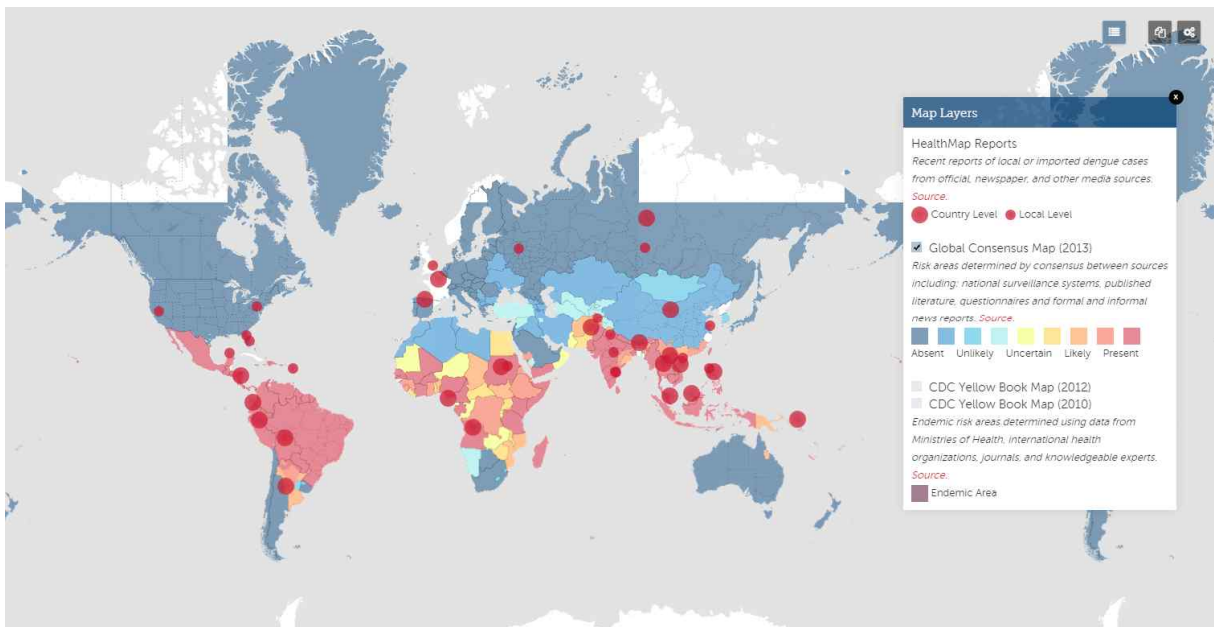 Map Layers
x
HealthMap Reports
Recent reports of local or imported dengue cases
from official, newspaper, and other media sources.
Source.
Country Level Local Level
Global Consensus Map (2013)
Risk areas determined by consensus between sources
including: national surveillance systems, published
literature, questionnaires and formal and informal
news reports. Source.
Absent Unlikely Uncertain Likely Present
CDC Yellow Book Map (2012)
CDC Yellow Book Map (2010)
Endemic risk areas determined using data from
Ministries of Health, international health
organizations, journals, and knowledgeable experts.
Source.
Endemic Area